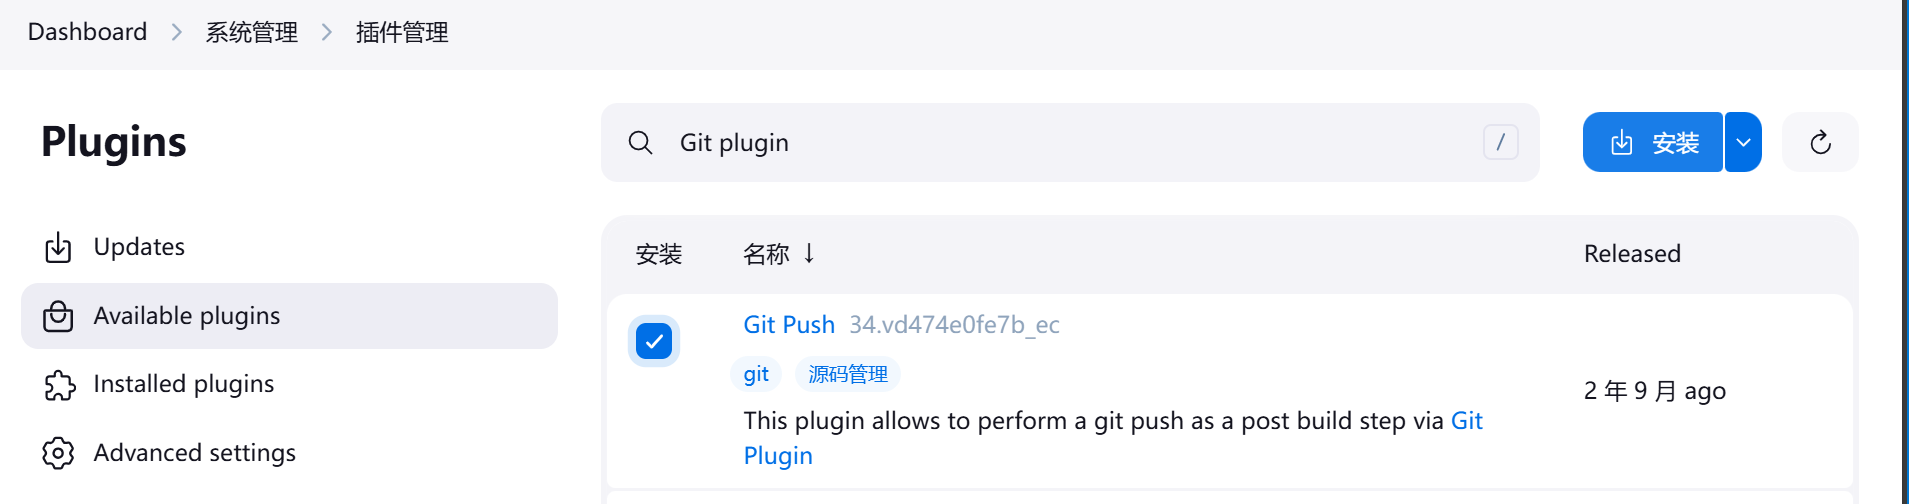 Dashboard > 系统管理 > 插件管理
Plugins
Git plugin
/
安装
Updates
Available plugins
Installed plugins
Advanced settings
安装 名称 ↓ Released
Git Push 34.vd474e0fe7b_ec
git 源码管理
This plugin allows to perform a git push as a post build step via Git
Plugin
2 年 9 月 ago